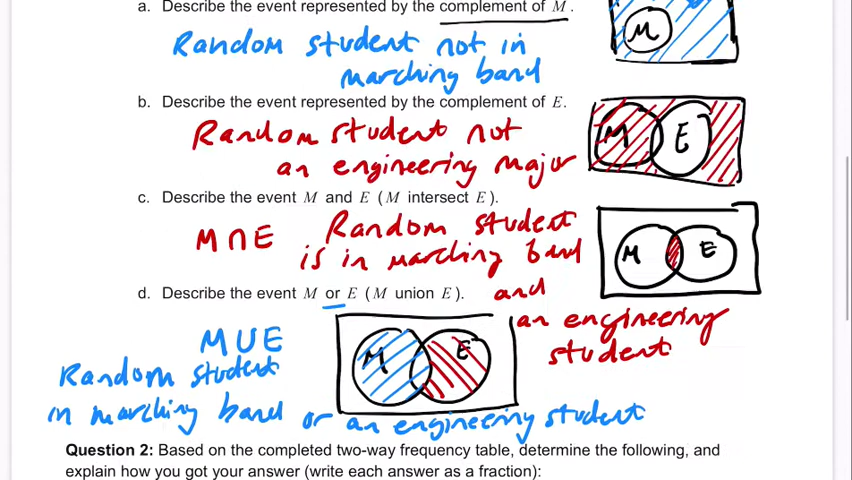 a. Describe the event represented by the complement of M.
Random student not in
marching band
M
b. Describe the event represented by the complement of E.
Random student not
an engineering major
M E
c. Describe the event M and E (M intersect E).
M ∩ E Random student
is in marching band
and
an engineering
student
M E
d. Describe the event M or E (M union E).
M U E
Random student
in marching band or an engineering student
M E
Question 2: Based on the completed two-way frequency table, determine the following, and
explain how you got your answer (write each answer as a fraction):